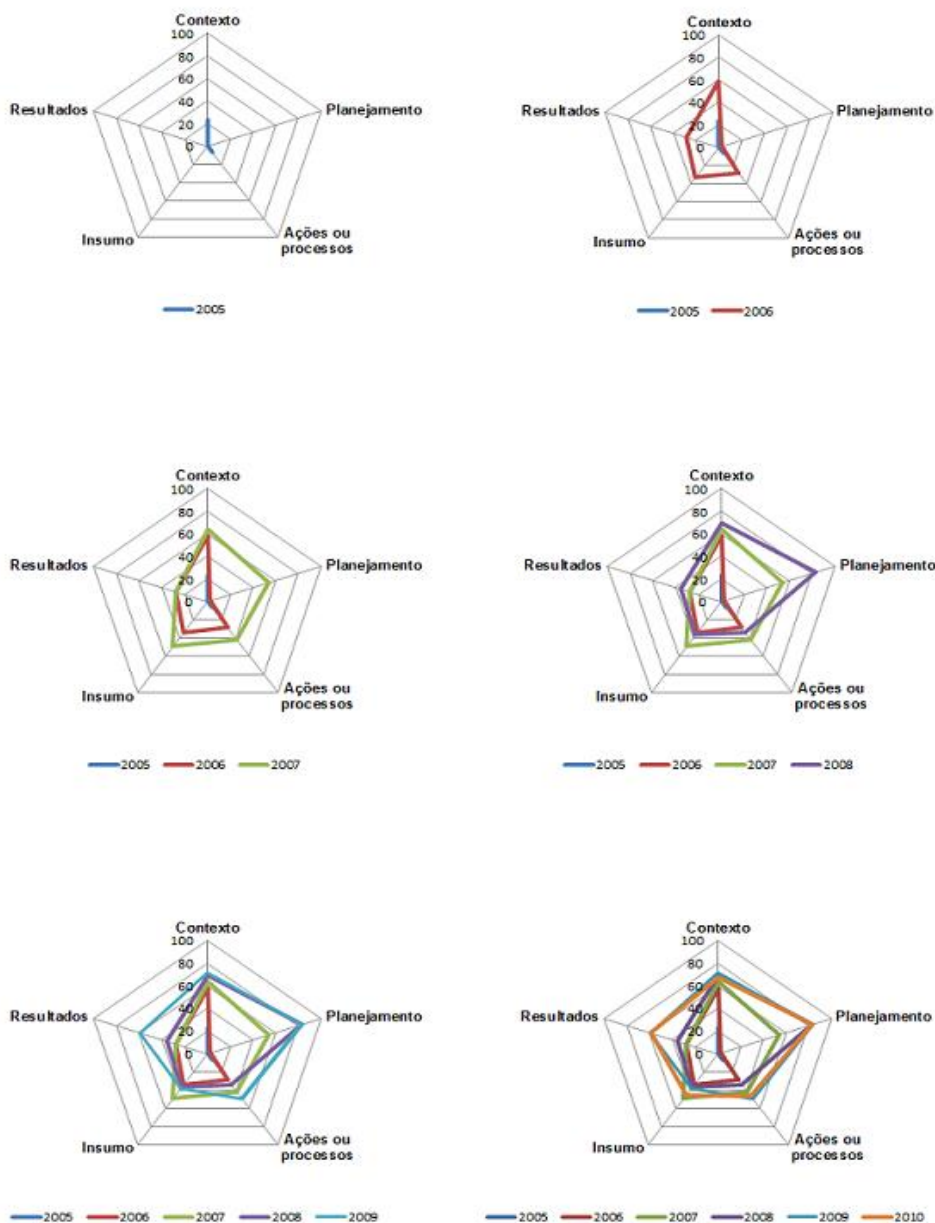 Contexto
100
80
60
40
20
0
Resultados
Planejamento
Insumo
Ações ou
processos
2005
Contexto
100
80
60
40
20
0
Resultados
Planejamento
Insumo
Ações ou
processos
2005 2006
Contexto
100
80
60
40
20
0
Resultados
Planejamento
Insumo
Ações ou
processos
2005 2006 2007
Contexto
100
80
60
40
20
0
Resultados
Planejamento
Insumo
Ações ou
processos
2005 2006 2007 2008
Contexto
100
80
60
40
20
0
Resultados
Planejamento
Insumo
Ações ou
processos
2005 2006 2007 2008 2009
Contexto
100
80
60
40
20
0
Resultados
Planejamento
Insumo
Ações ou
processos
2005 2006 2007 2008 2009 2010